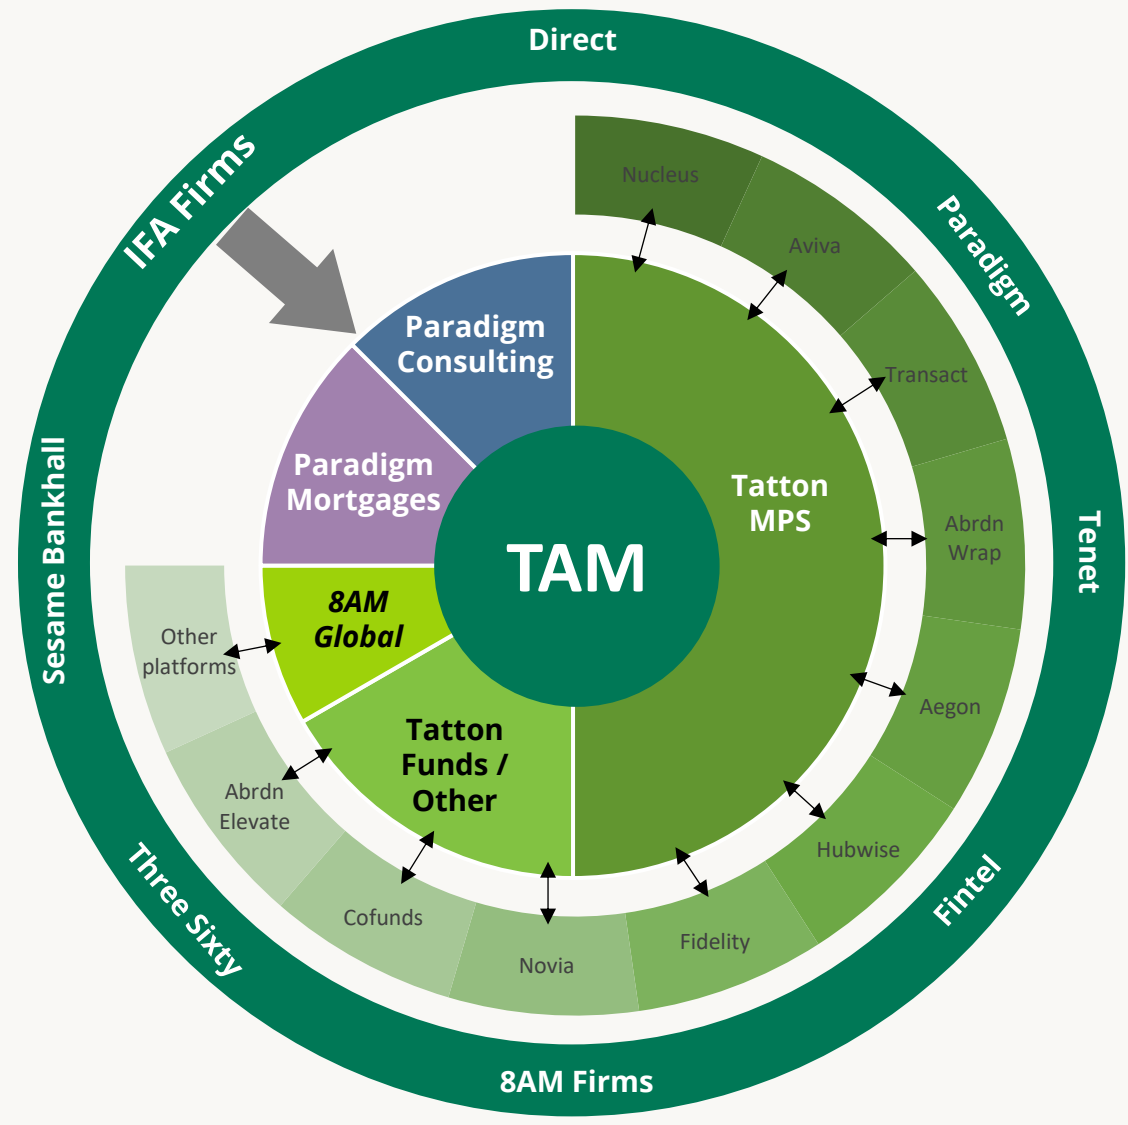 Direct
Paradigm
Tenet
Fintel
8AM Firms
Three Sixty
Sesame Bankhall
IFA Firms
Nucleus
Aviva
Transact
Abrdn
Wrap
Aegon
Hubwise
Fidelity
Novia
Cofunds
Abrdn
Elevate
Other
platforms
Paradigm
Consulting
Paradigm
Mortgages
8AM
Global
Tatton
Funds /
Other
Tatton
MPS
TAM